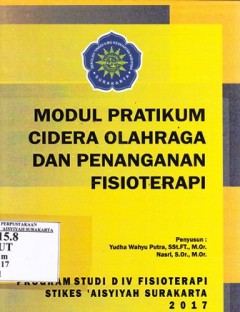 SURAKARTA
MODUL PRATIKUM
CIDERA OLAHRAGA
DAN PENANGANAN
FISIOTERAPI
Penyusun :
Yudha Wahyu Putra, SSt.FT., M.Or.
Nasri, S.Or., M.Or.
PERPUSTAKAAN
'AISYIYAH SURAKARTA
15.8
UT
m
17
PROGRAM STUDI D IV FISIOTERAPI
STIKES 'AISYIYAH SURAKARTA
2017